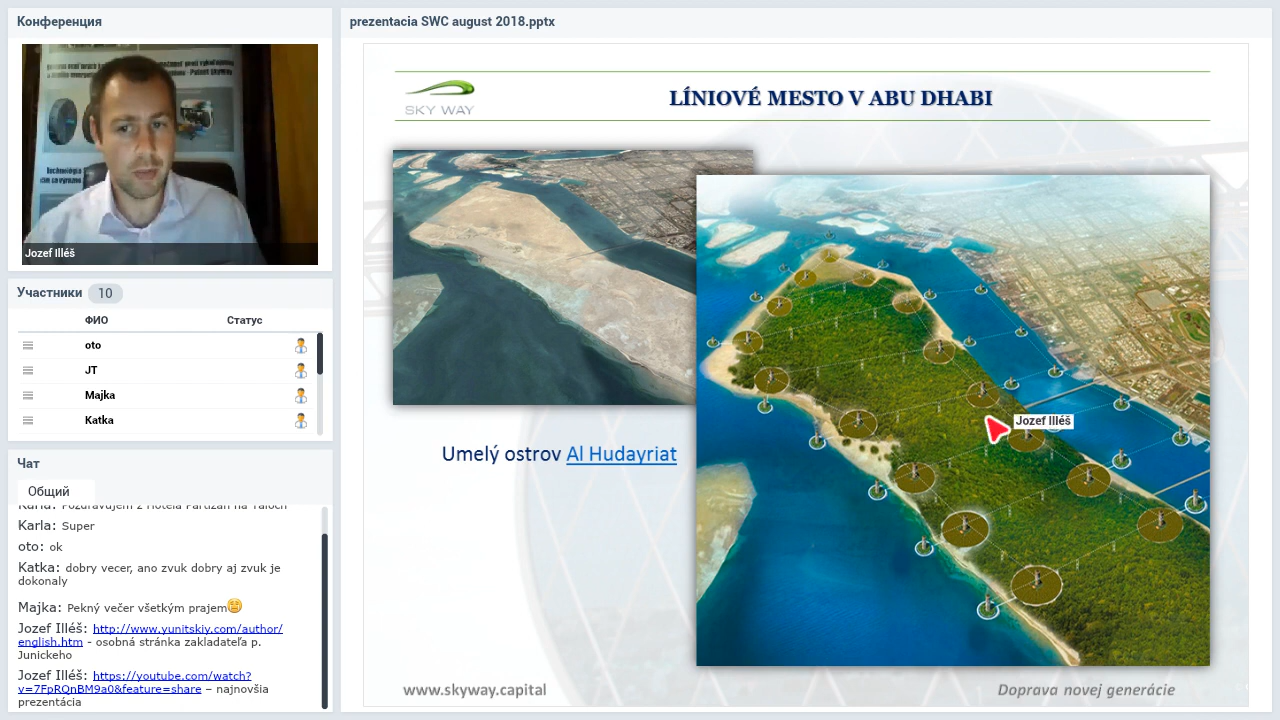 Конференция
Jozef Illéš
Участники 10
ФИО Статус
oto
JT
Majka
Katka
Чат
Общий
Karla: Pozdravujem z Hotela Partizán na Táľoch
Karla: Super
oto: ok
Katka: dobry vecer, ano zvuk dobry aj zvuk je
dokonaly
Majka: Pekný večer všetkým prajem
Jozef Illéš: http://www.yunitskiy.com/author/
english.htm - osobná stránka zakladateľa p.
Junickeho
Jozef Illéš: https://youtube.com/watch?
v=7FpRQnBM9a0&feature=share – najnovšia
prezentácia
prezentacia SWC august 2018.pptx
SKY WAY
LÍNIOVÉ MESTO V ABU DHABI
Umelý ostrov Al Hudayriat
Jozef Illéš
www.skyway.capital
Doprava novej generácie